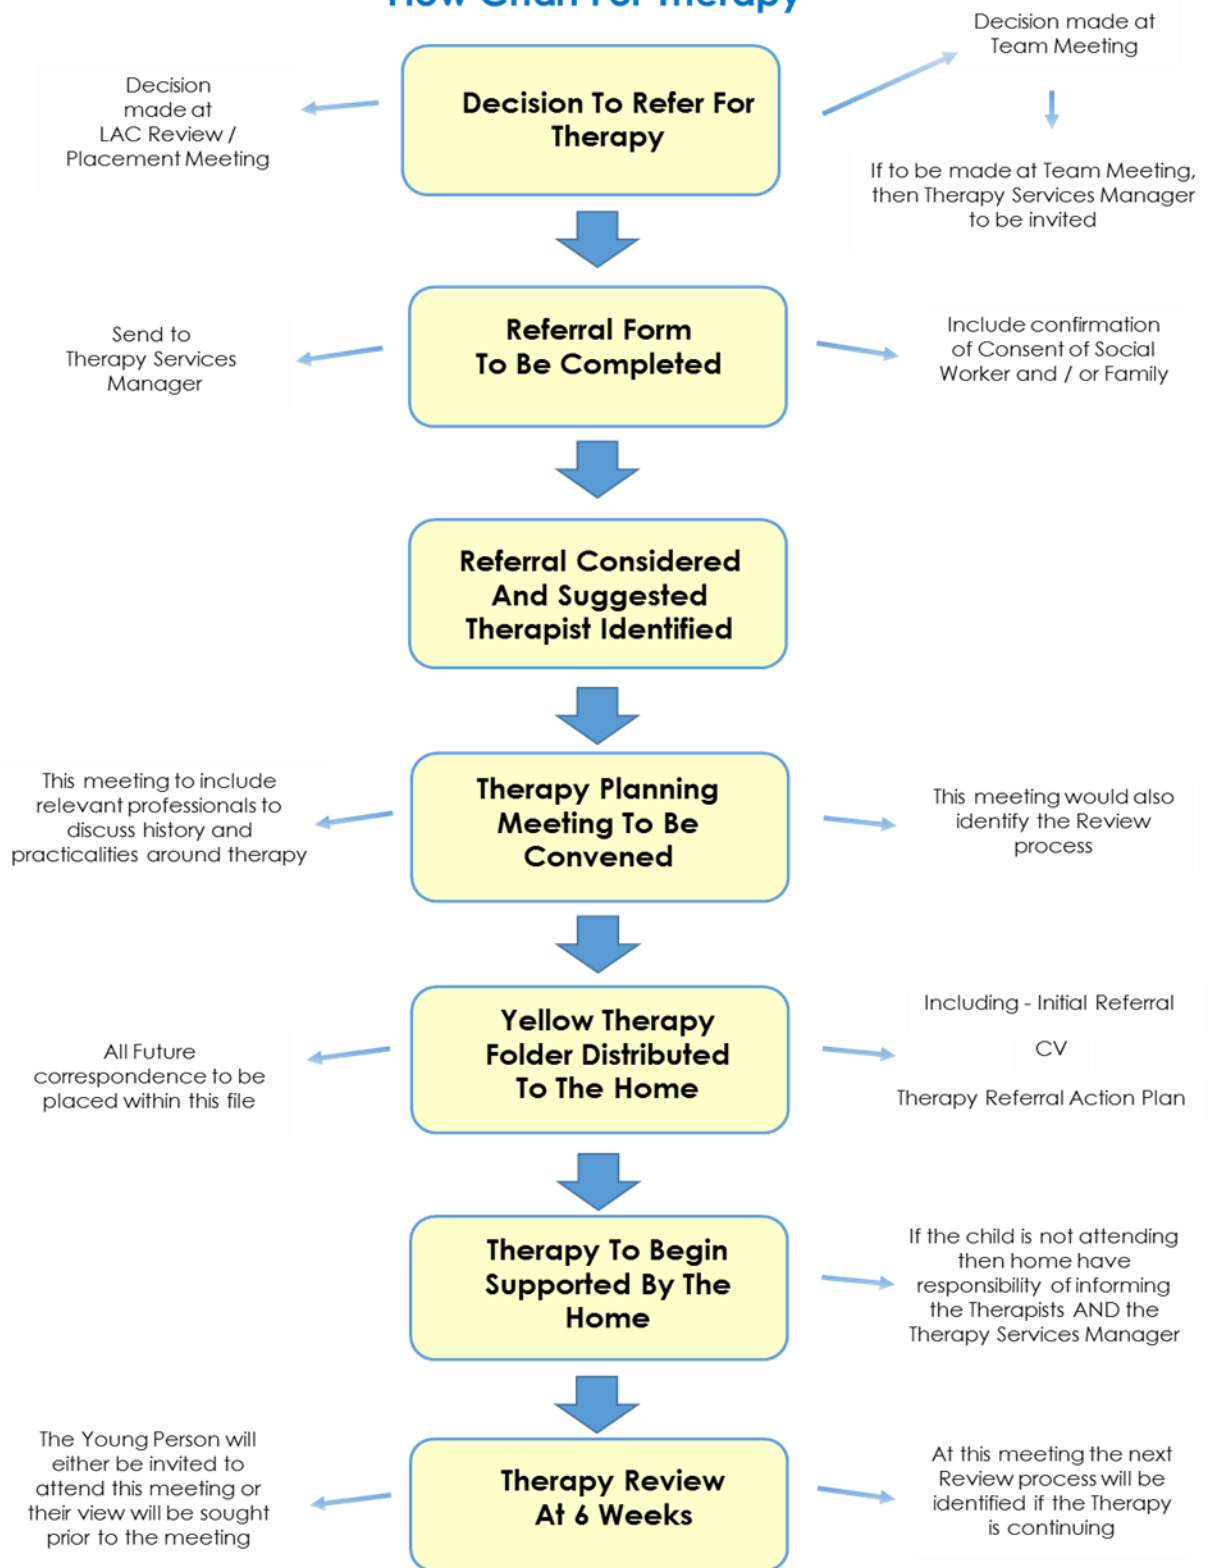 Flow Chart For Therapy
Decision made at
Team Meeting
Decision
made at
LAC Review /
Placement Meeting
Decision To Refer For
Therapy
If to be made at Team Meeting,
then Therapy Services Manager
to be invited
Send to
Therapy Services
Manager
Referral Form
To Be Completed
Include confirmation
of Consent of Social
Worker and / or Family
Referral Considered
And Suggested
Therapist Identified
This meeting to include
relevant professionals to
discuss history and
practicalities around therapy
Therapy Planning
Meeting To Be
Convened
This meeting would also
identify the Review
process
All Future
correspondence to be
placed within this file
Yellow Therapy
Folder Distributed
To The Home
Including - Initial Referral
CV
Therapy Referral Action Plan
Therapy To Begin
Supported By The
Home
If the child is not attending
then home have
responsibility of informing
the Therapists AND the
Therapy Services Manager
The Young Person will
either be invited to
attend this meeting or
their view will be sought
prior to the meeting
Therapy Review
At 6 Weeks
At this meeting the next
Review process will be
identified if the Therapy
is continuing